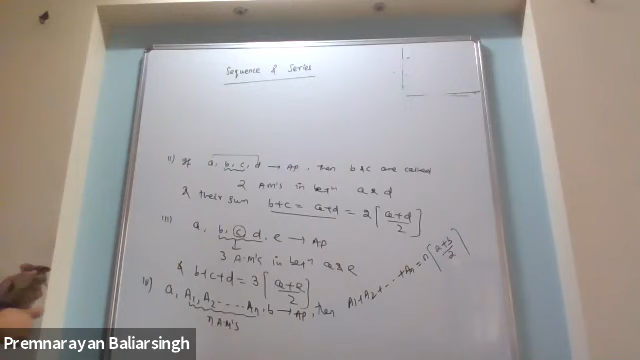 Sequence & Series
ii) If a, b, c, d → AP, then b & c are called
2 AM's in betn a & d
& their sum b+c = a+d = 2[a+d/2]
iii) a, b, c, d, e → AP
3 A.M's in betn a & e
& b+c+d = 3[a+e/2]
iv) a, A1, A2 ..... An, b → AP, then A1+A2+...+An = n[a+b/2]
n AM's
Premnarayan Baliarsingh